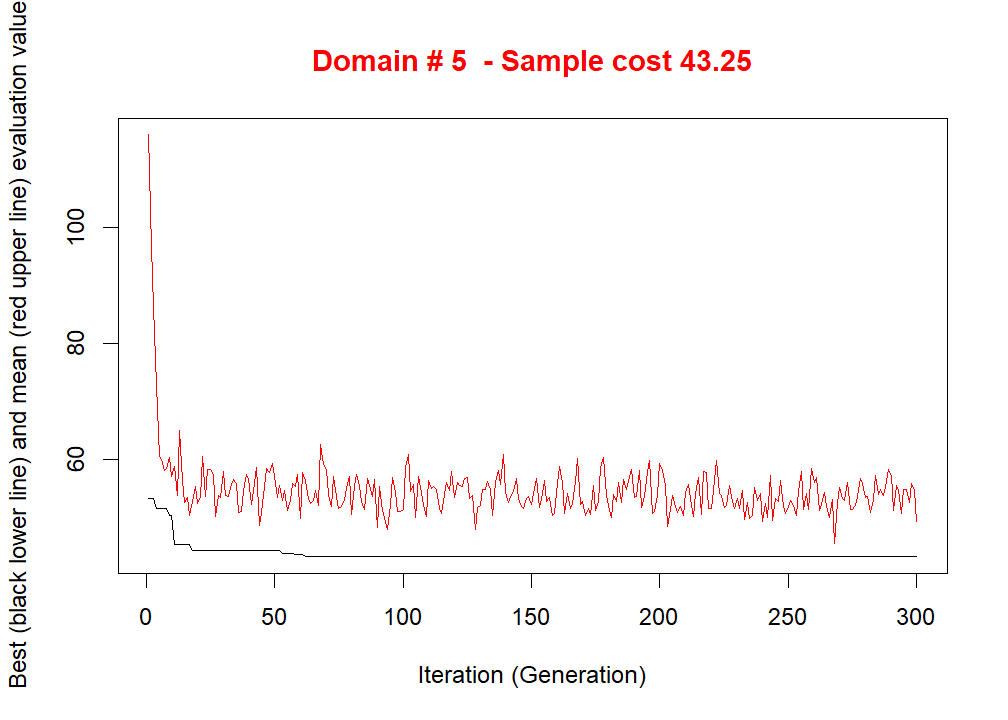 Domain # 5  - Sample cost 43.25
Best (black lower line) and mean (red upper line) evaluation value
100
80
60
0 50 100 150 200 250 300
Iteration (Generation)